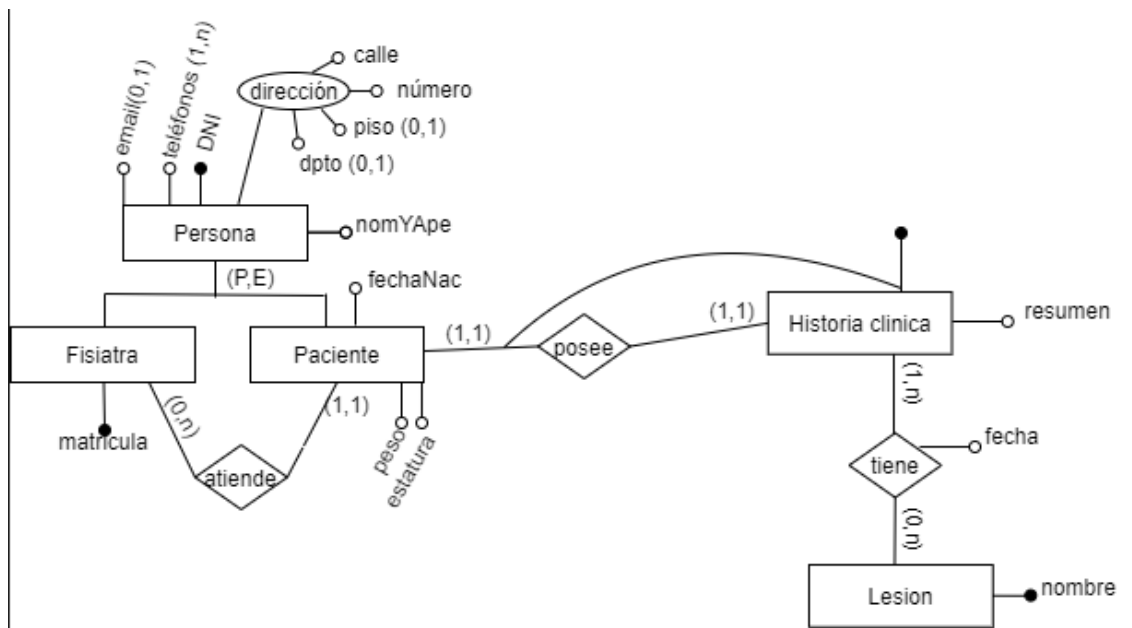 calle
dirección
número
piso (0,1)
dpto (0,1)
email(0,1)
teléfonos (1,n)
DNI
Persona
nomYApe
(P,E)
fechaNac
Fisiatra
Paciente
(1,1)
posee
(1,1)
Historia clinica
resumen
matrícula
(0,n)
(1,1)
atiende
peso
estatura
(1,n)
fecha
tiene
(0,n)
Lesion
nombre